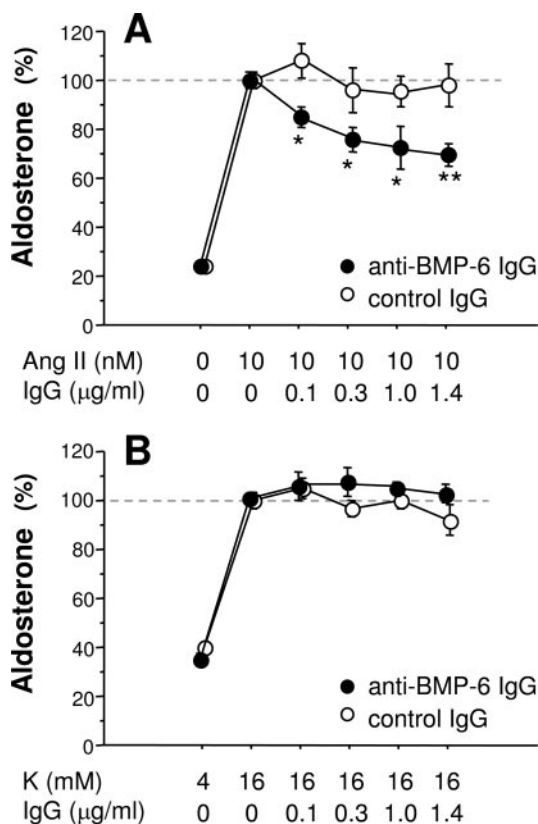 A
Aldosterone (%)
120
100
80
60
40
20
0
*
*
*
**
anti-BMP-6 IgG
control IgG
Ang II (nM) 0 10 10 10 10 10
IgG (μg/ml) 0 0 0.1 0.3 1.0 1.4
B
Aldosterone (%)
120
100
80
60
40
20
0
anti-BMP-6 IgG
control IgG
K (mM) 4 16 16 16 16 16
IgG (μg/ml) 0 0 0.1 0.3 1.0 1.4